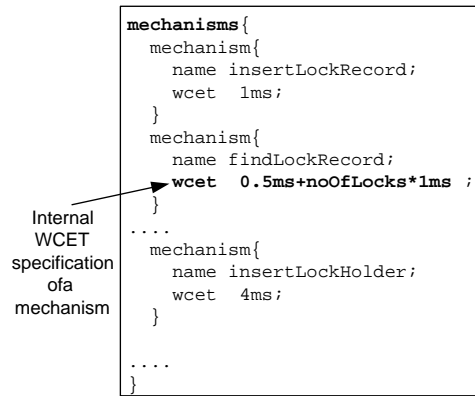 mechanisms{
mechanism{
name insertLockRecord;
wcet 1ms;
}
mechanism{
name findLockRecord;
wcet 0.5ms+noOfLocks*1ms ;
}
....
mechanism{
name insertLockHolder;
wcet 4ms;
}
....
}
Internal
WCET
specification
ofa
mechanism